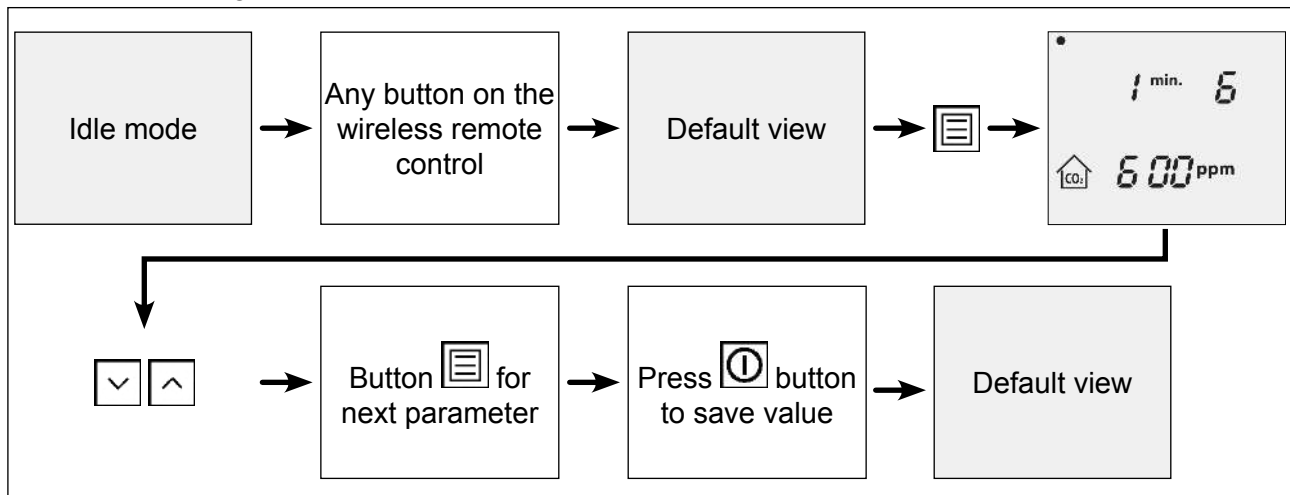 Idle mode
Any button on the
wireless remote
control
Default view
1 min. 6
CO₂ 600 ppm
Button for
next parameter
Press button
to save value
Default view